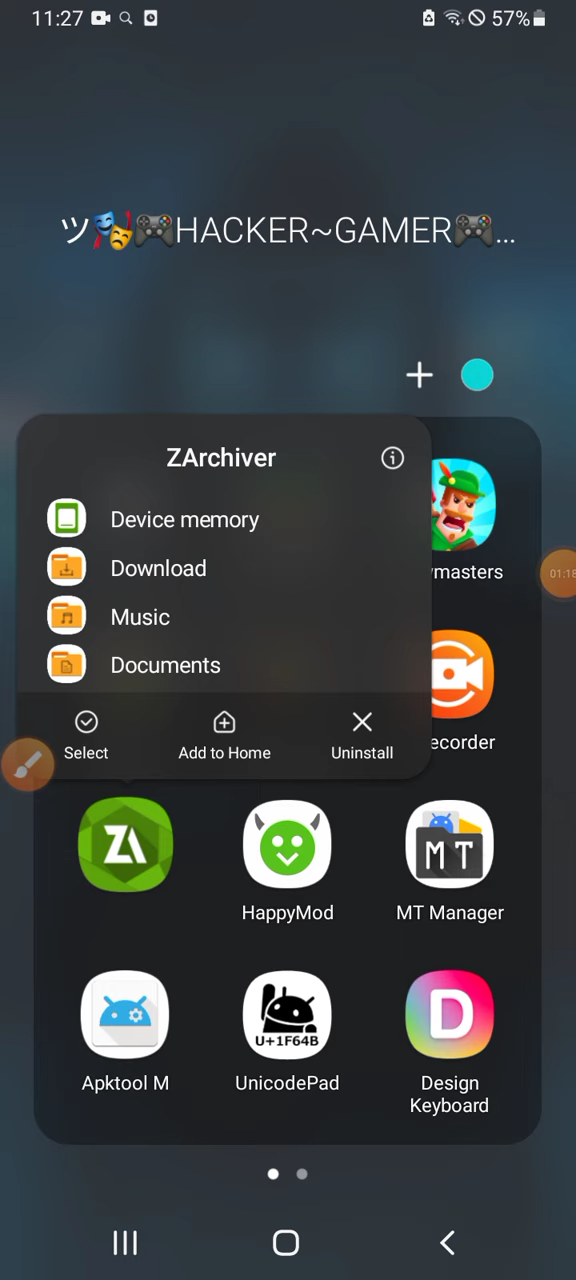 11:27
57%
ツ🎭🎮HACKER~GAMER🎮...
ZArchiver
Device memory
Download
Music
Documents
Select
Add to Home
Uninstall
ymasters
ecorder
01:18
ZA
HappyMod
MT
MT Manager
Apktool M
U+1F64B
UnicodePad
D
Design
Keyboard